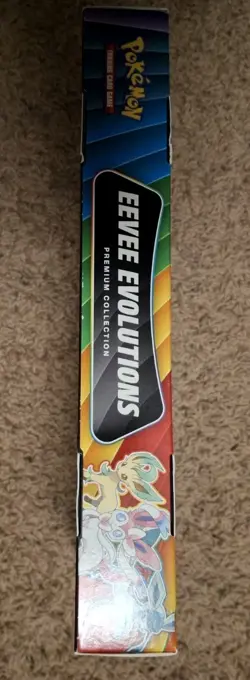 POKÉMON
TRADING CARD GAME
EEVEE EVOLUTIONS
PREMIUM COLLECTION